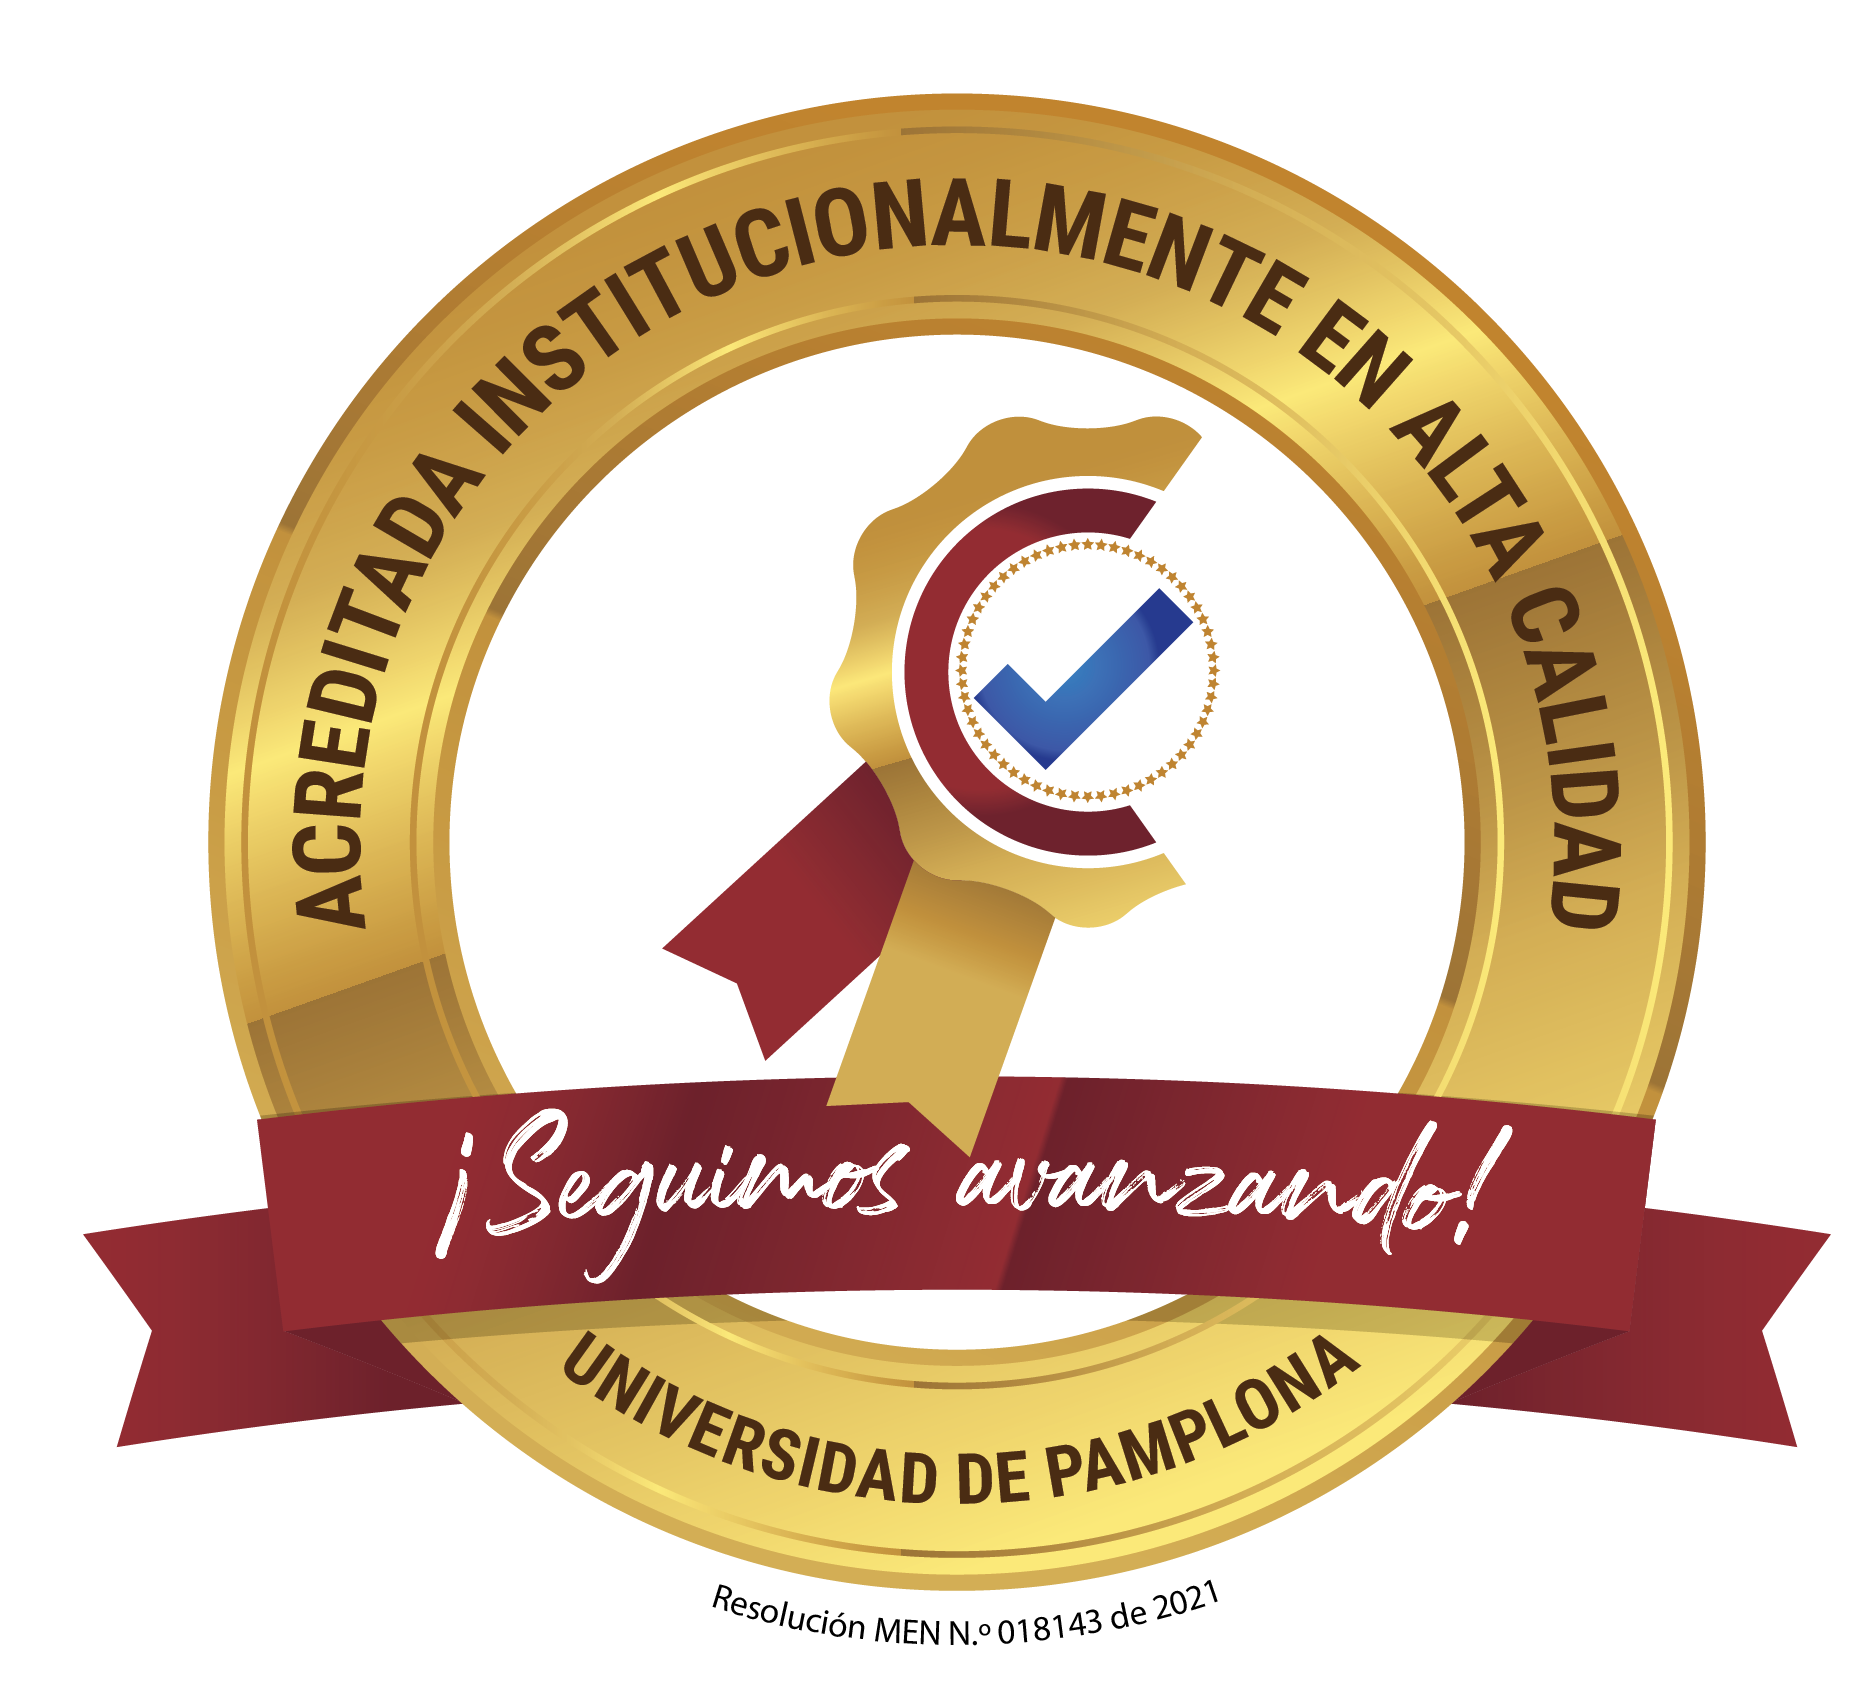 ACREDITADA INSTITUCIONALMENTE EN ALTA CALIDAD
¡Seguimos avanzando!
UNIVERSIDAD DE PAMPLONA
Resolución MEN N.º 018143 de 2021